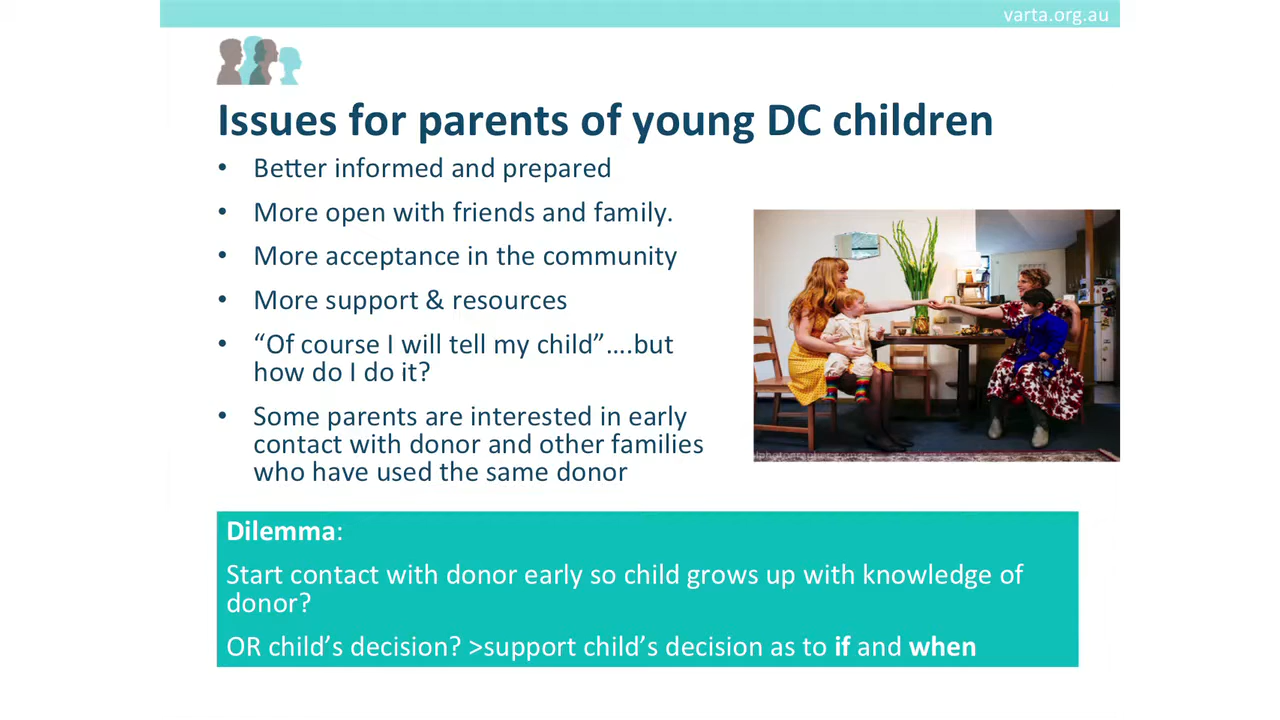 varta.org.au
Issues for parents of young DC children
• Better informed and prepared
• More open with friends and family.
• More acceptance in the community
• More support & resources
• “Of course I will tell my child”….but
how do I do it?
• Some parents are interested in early
contact with donor and other families
who have used the same donor
Dilemma:
Start contact with donor early so child grows up with knowledge of
donor?
OR child’s decision? >support child’s decision as to if and when